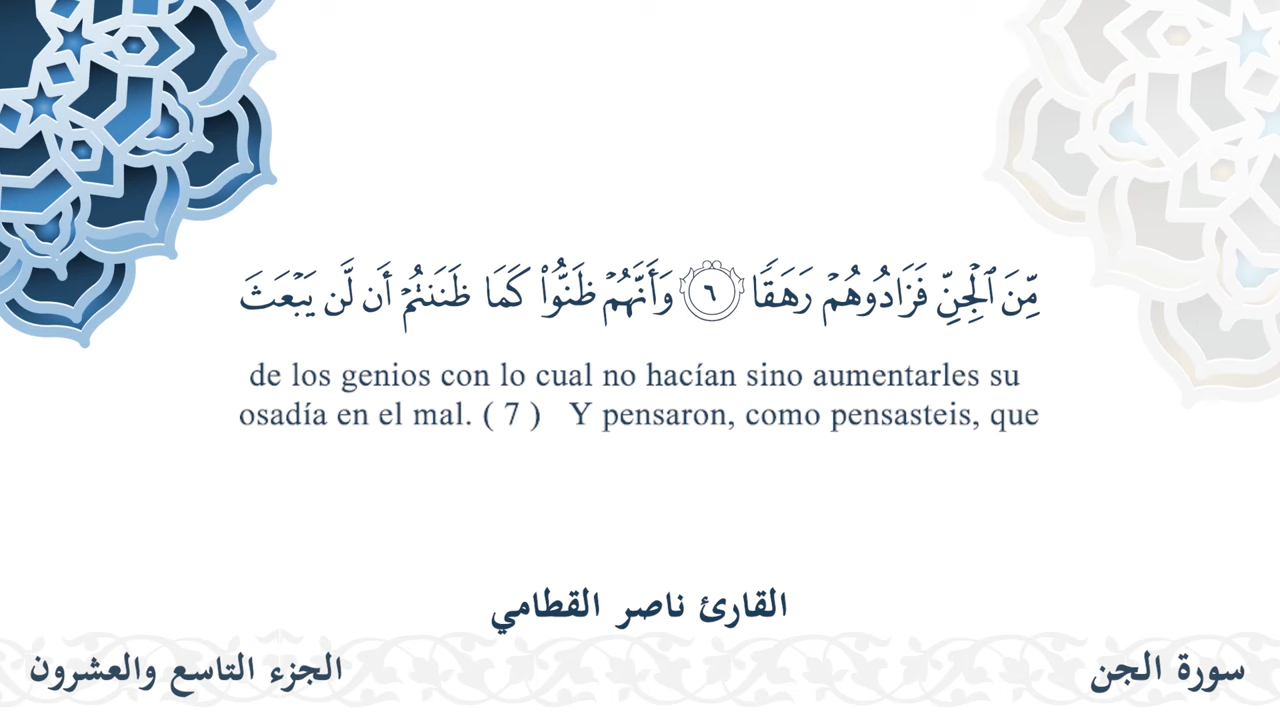 مِّنَ ٱلْجِنِّ فَزَادُوهُمْ رَهَقًا ٦ وَأَنَّهُمْ ظَنُّوا۟ كَمَا ظَنَنتُمْ أَن لَّن يَبْعَثَ
de los genios con lo cual no hacían sino aumentarles su
osadía en el mal. ( 7 ) Y pensaron, como pensasteis, que
القارئ ناصر القطامي
سورة الجن
الجزء التاسع والعشرون